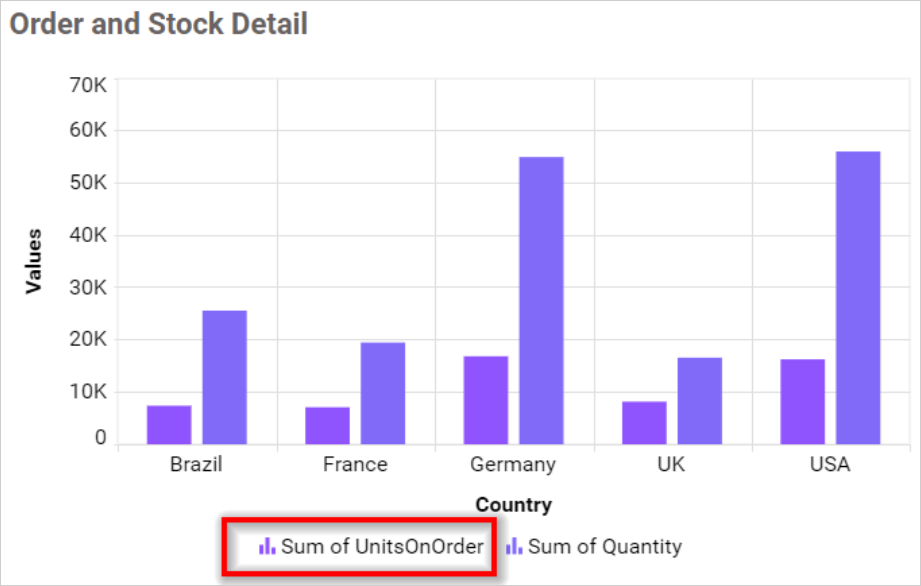 Order and Stock Detail
70K
60K
50K
40K
30K
20K
10K
0
Values
Brazil France Germany UK USA
Country
Sum of UnitsOnOrder Sum of Quantity